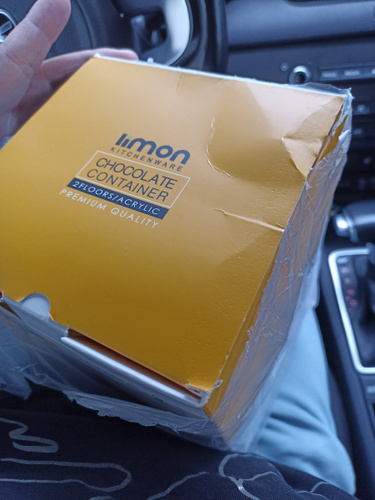 limon
KITCHENWARE
CHOCOLATE
CONTAINER
2FLOORS/ACRYLIC
PREMIUM QUALITY